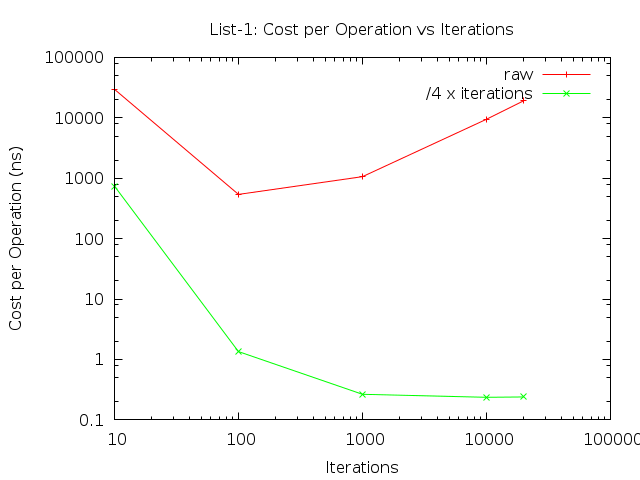 List-1: Cost per Operation vs Iterations
100000
10000
1000
100
10
1
0.1
Cost per Operation (ns)
raw
/4 x iterations
10 100 1000 10000 100000
Iterations